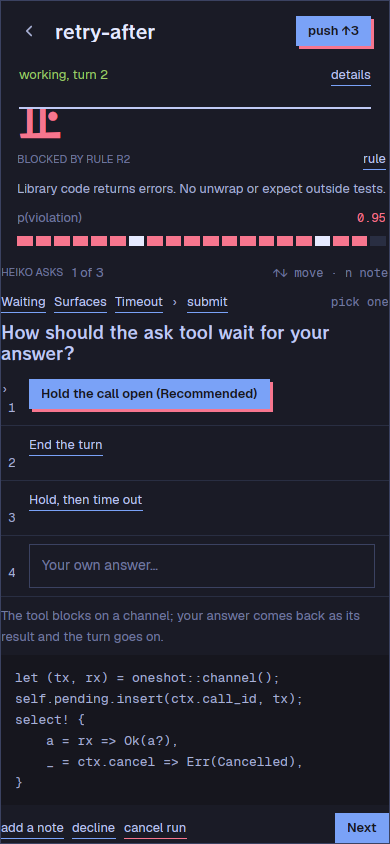 ‹ retry-after push ↑3
working, turn 2 details
BLOCKED BY RULE R2 rule
Library code returns errors. No unwrap or expect outside tests.
p(violation) 0.95
HEIKO ASKS 1 of 3 ↑↓ move · n note
Waiting Surfaces Timeout › submit pick one
How should the ask tool wait for your
answer?
› 1 Hold the call open (Recommended)
2 End the turn
3 Hold, then time out
4 Your own answer…
The tool blocks on a channel; your answer comes back as its
result and the turn goes on.
let (tx, rx) = oneshot::channel();
self.pending.insert(ctx.call_id, tx);
select! {
    a = rx => Ok(a?),
    _ = ctx.cancel => Err(Cancelled),
}
add a note decline cancel run Next